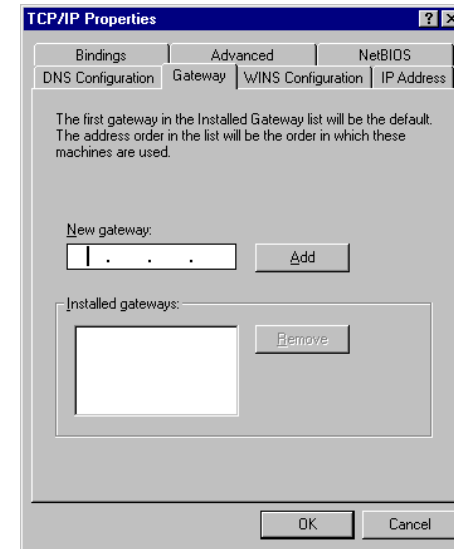 TCP/IP Properties
Bindings Advanced NetBIOS
DNS Configuration Gateway WINS Configuration IP Address
The first gateway in the Installed Gateway list will be the default.
The address order in the list will be the order in which these
machines are used.
New gateway:
. . .
Add
Installed gateways:
Remove
OK Cancel